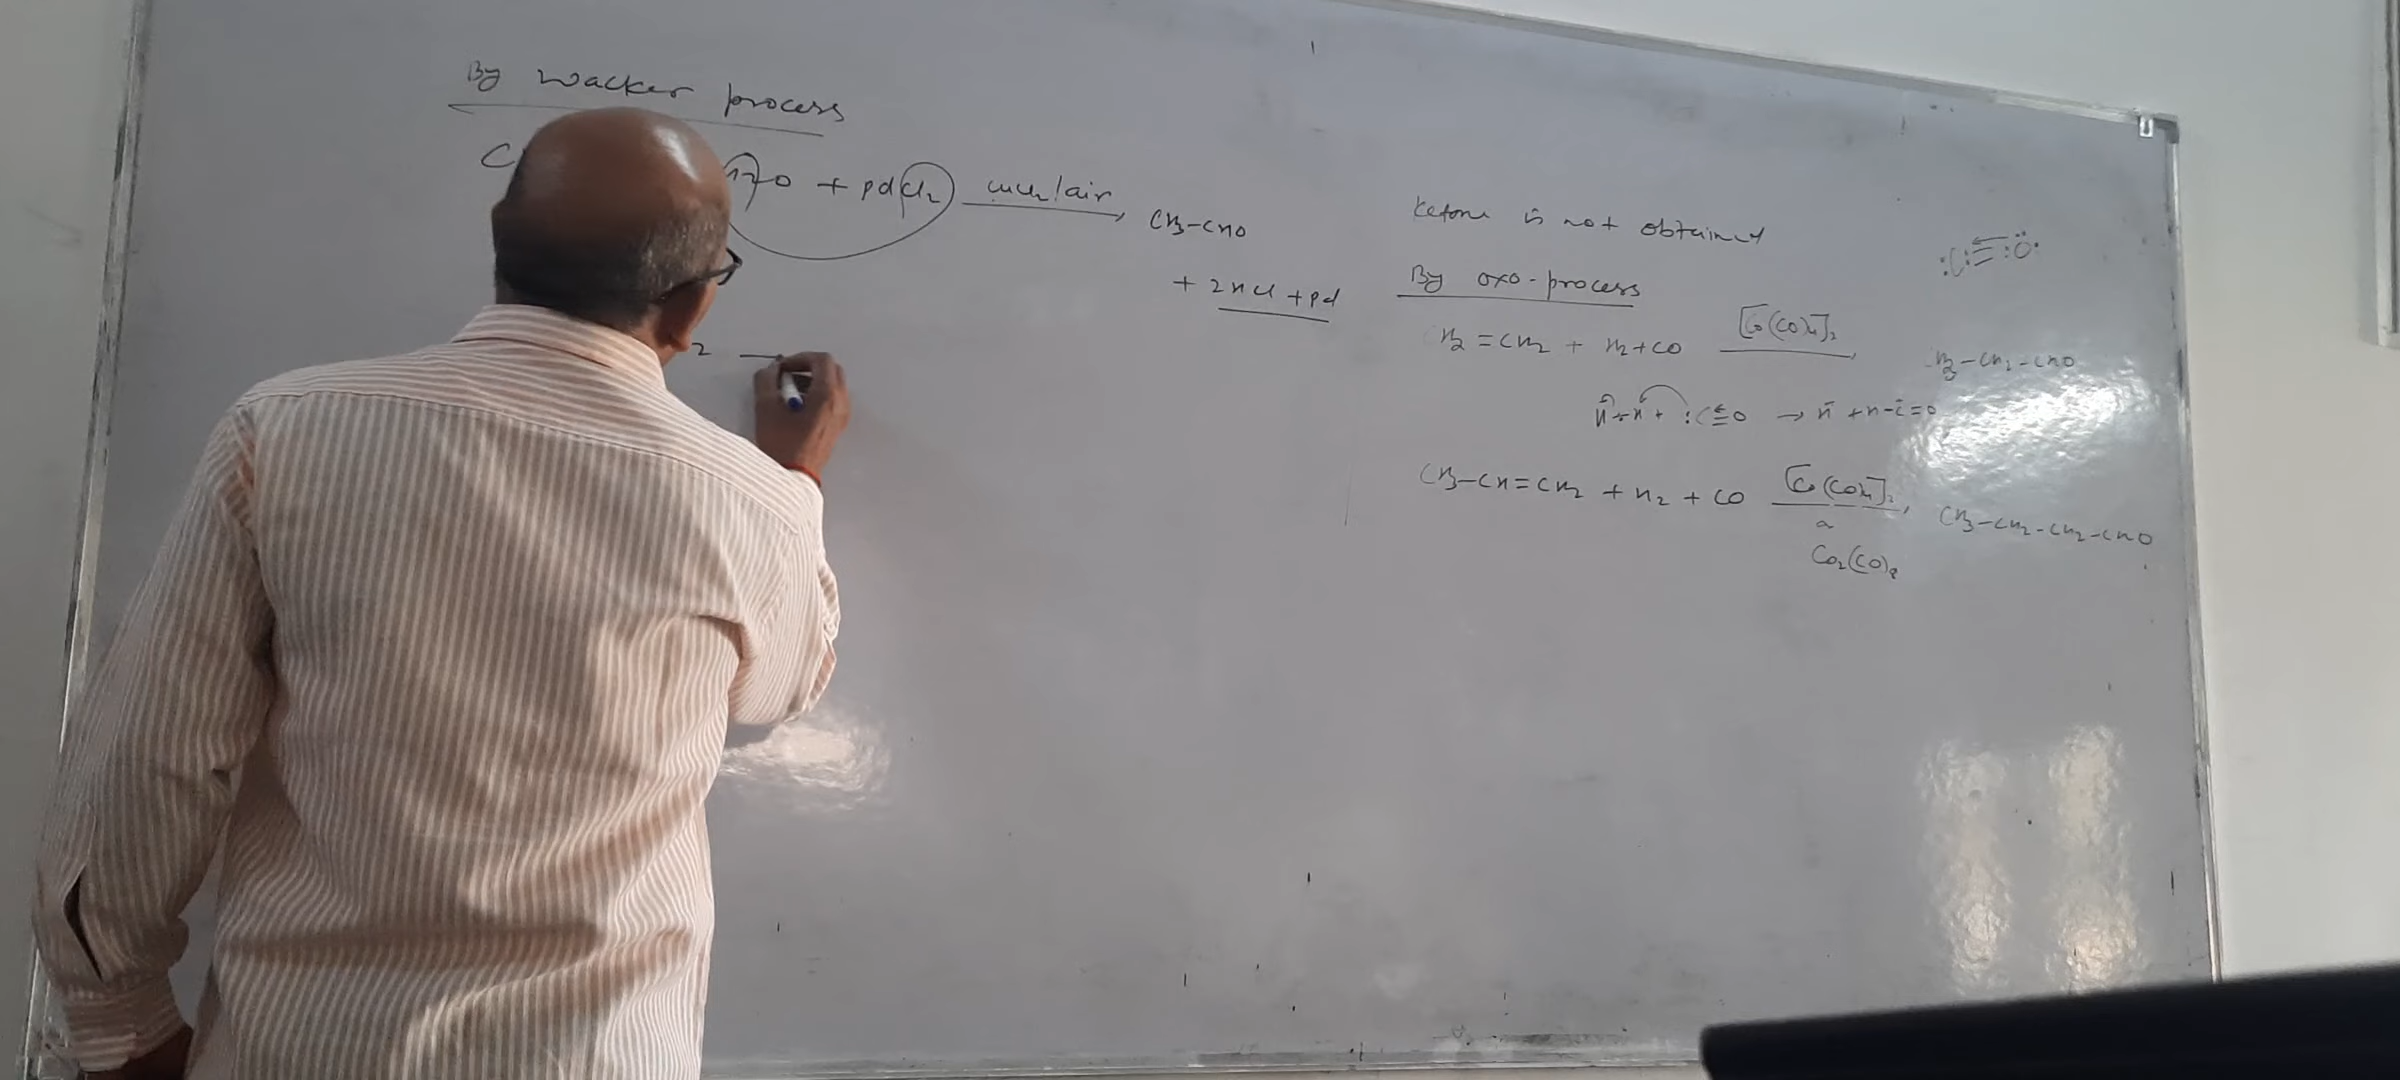 By Wacker process
H2O + PdCl2 CuCl2/air CH3-CHO
+ 2HCl + Pd
2 —
Ketone is not obtained
:C≡O:
By oxo-process
CH2=CH2 + H2+CO [Co(CO)4]2 CH3-CH2-CHO
H-H + :C≡O → H + H-C=O
CH3-CH=CH2 + H2 + CO [Co(CO)4]2 CH3-CH2-CH2-CHO
Co2(CO)8